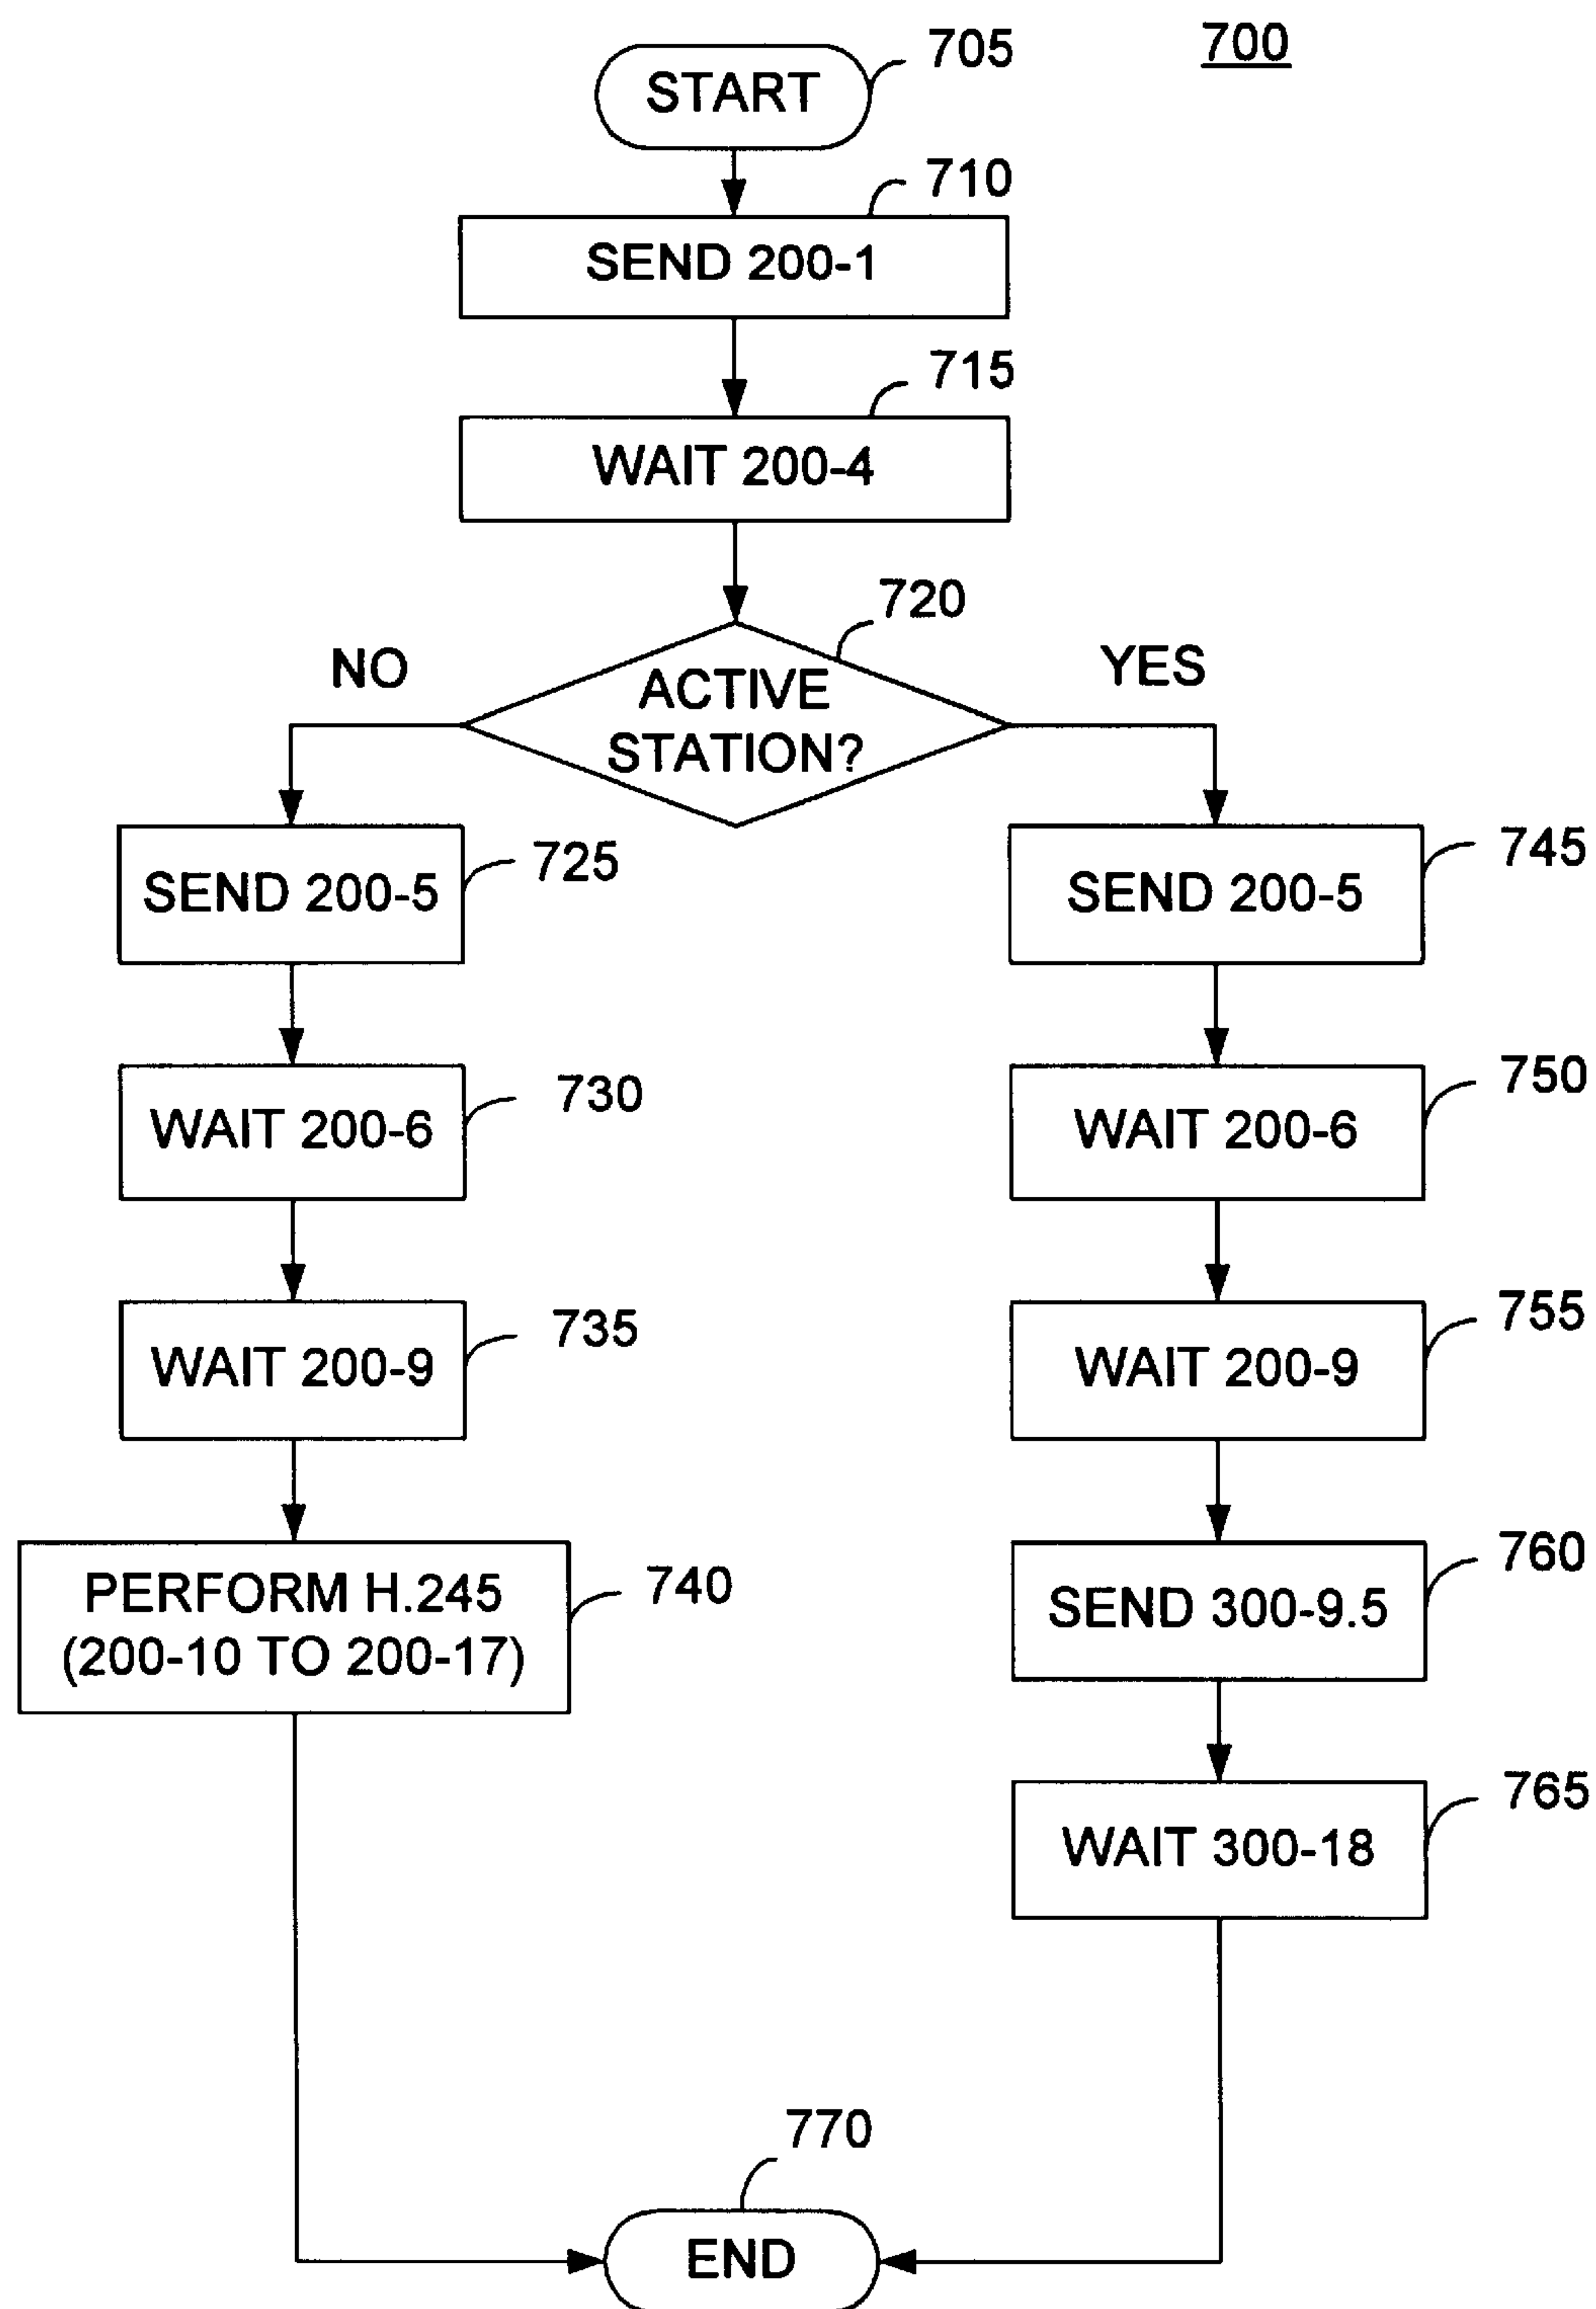 700
START
705
SEND 200-1
710
WAIT 200-4
715
ACTIVE
STATION?
720
NO
YES
SEND 200-5
725
WAIT 200-6
730
WAIT 200-9
735
PERFORM H.245
(200-10 TO 200-17)
740
SEND 200-5
745
WAIT 200-6
750
WAIT 200-9
755
SEND 300-9.5
760
WAIT 300-18
765
END
770